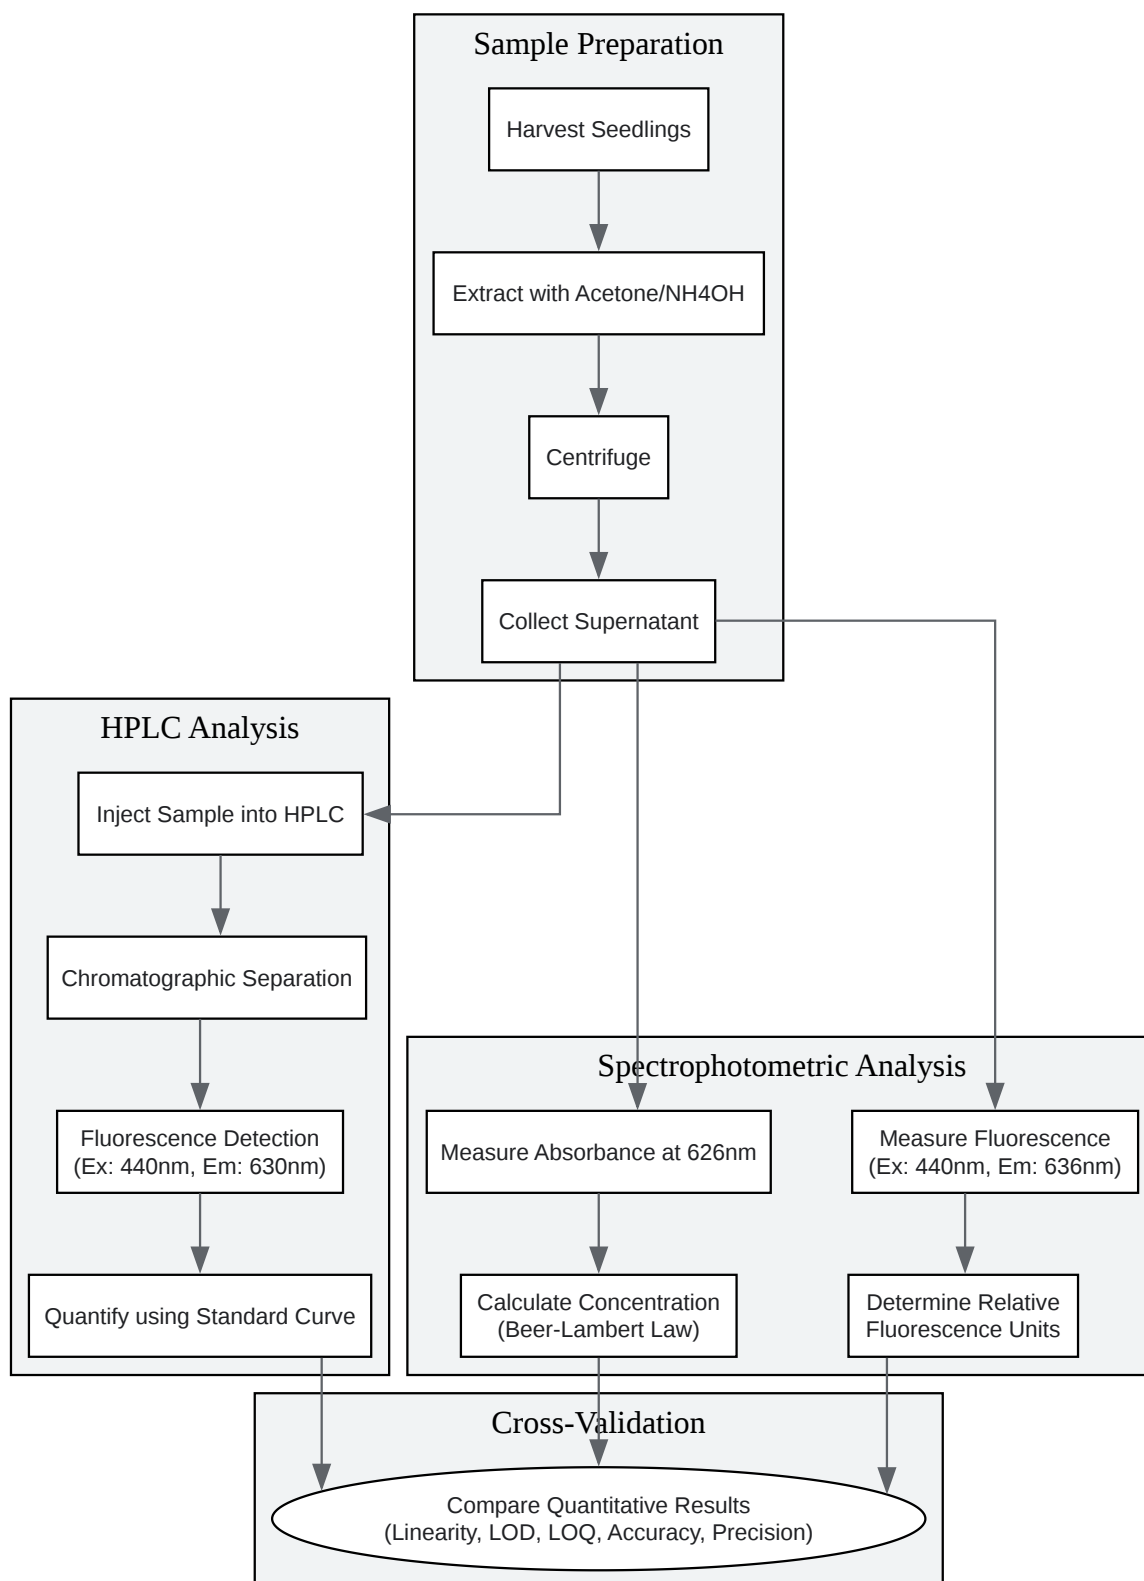 Sample Preparation
Harvest Seedlings
Extract with Acetone/NH4OH
Centrifuge
Collect Supernatant
HPLC Analysis
Inject Sample into HPLC
Chromatographic Separation
Fluorescence Detection
(Ex: 440nm, Em: 630nm)
Quantify using Standard Curve
Spectrophotometric Analysis
Measure Absorbance at 626nm
Calculate Concentration
(Beer-Lambert Law)
Measure Fluorescence
(Ex: 440nm, Em: 636nm)
Determine Relative
Fluorescence Units
Cross-Validation
Compare Quantitative Results
(Linearity, LOD, LOQ, Accuracy, Precision)